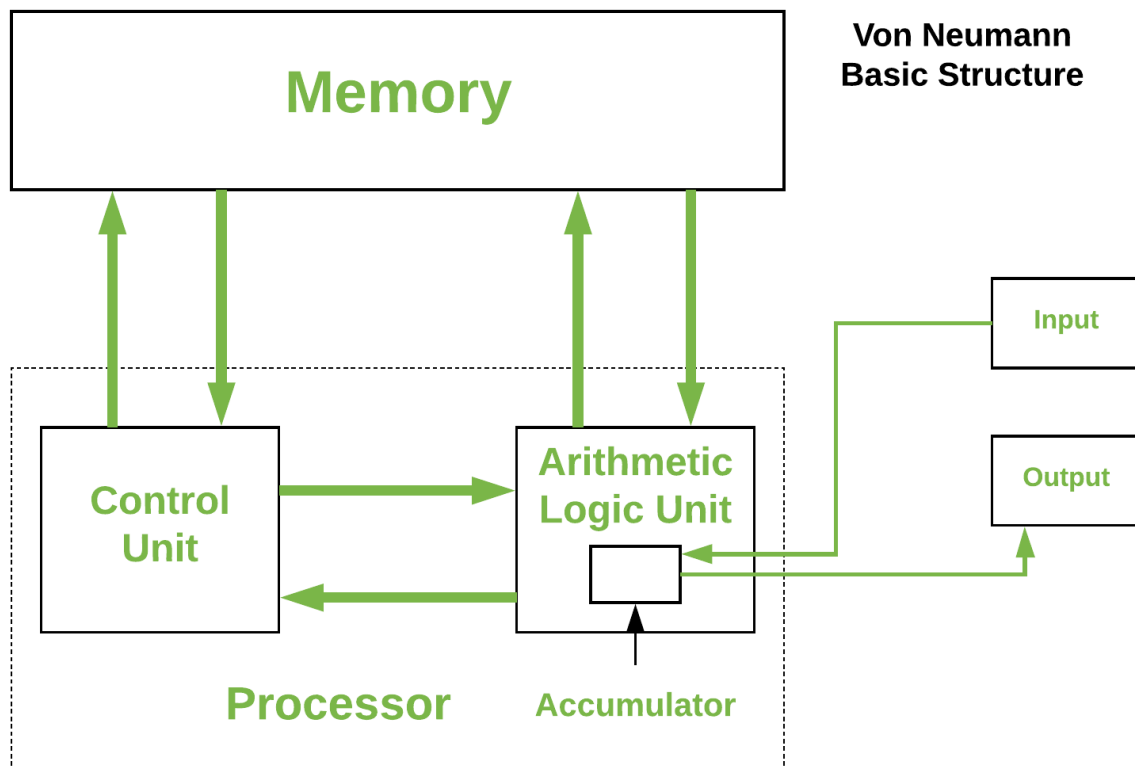 Von Neumann
Basic Structure
Memory
Input
Output
Control
Unit
Arithmetic
Logic Unit
Processor
Accumulator